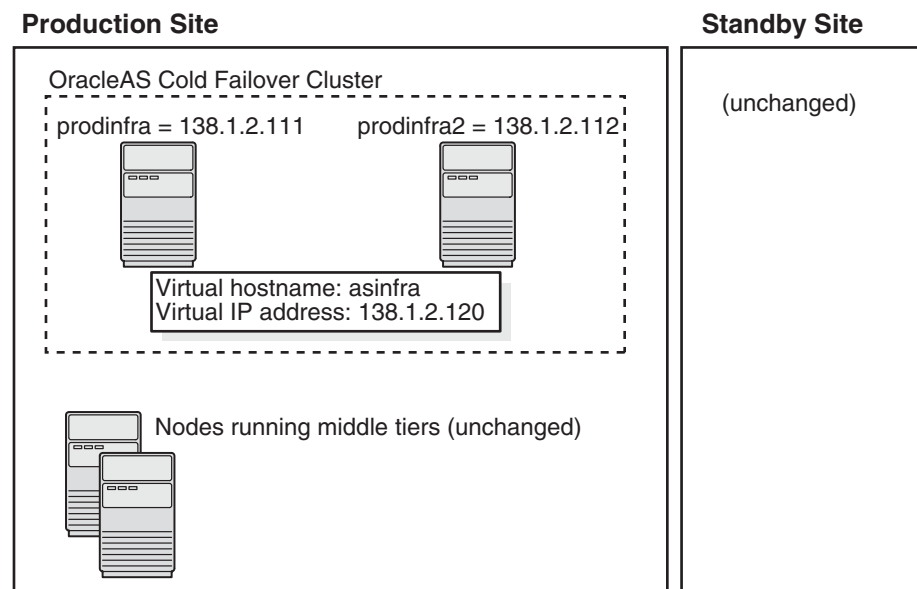 Production Site
Standby Site
OracleAS Cold Failover Cluster
(unchanged)
prodinfra = 138.1.2.111
prodinfra2 = 138.1.2.112
Virtual hostname: asinfra
Virtual IP address: 138.1.2.120
Nodes running middle tiers (unchanged)